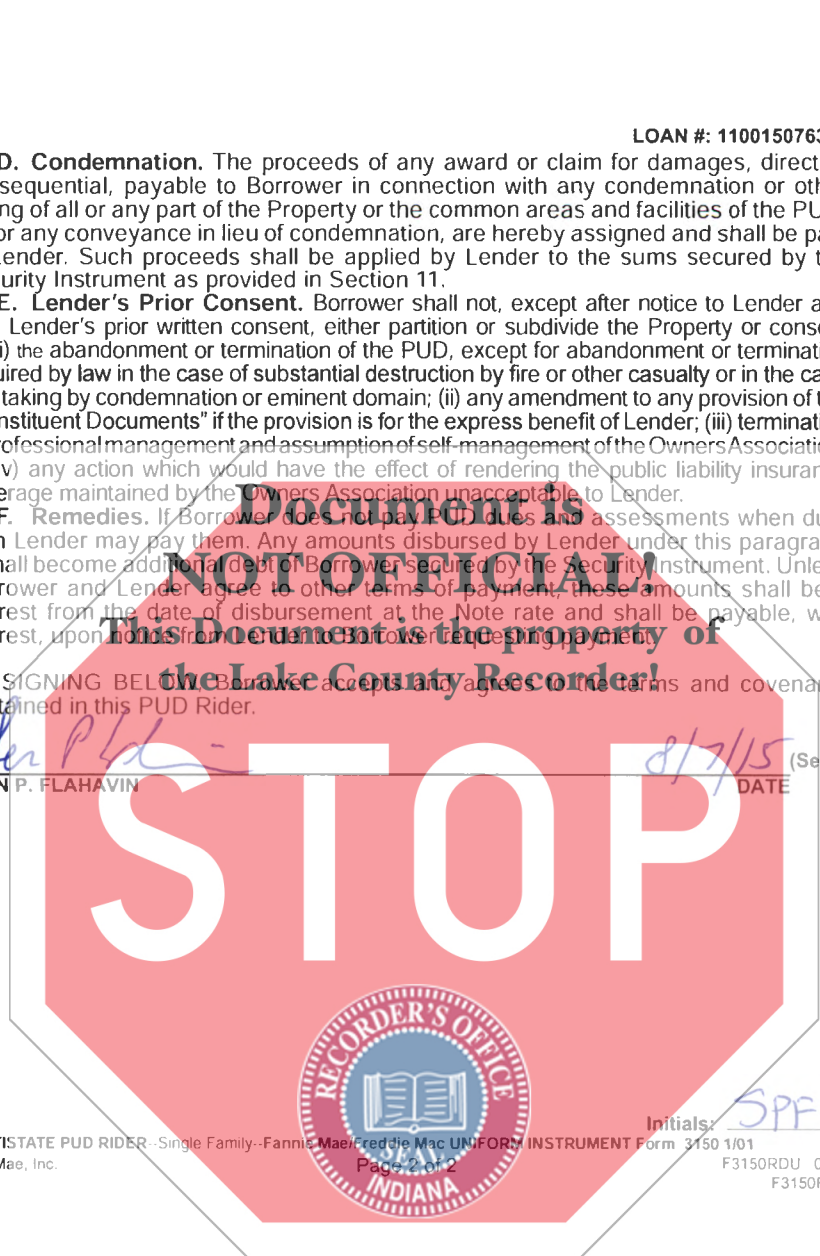 LOAN #: 1100150763
D. Condemnation. The proceeds of any award or claim for damages, direct
sequential, payable to Borrower in connection with any condemnation or oth
ng of all or any part of the Property or the common areas and facilities of the PU
or any conveyance in lieu of condemnation, are hereby assigned and shall be pa
ender. Such proceeds shall be applied by Lender to the sums secured by t
urity Instrument as provided in Section 11.
E. Lender's Prior Consent. Borrower shall not, except after notice to Lender a
Lender's prior written consent, either partition or subdivide the Property or conse
i) the abandonment or termination of the PUD, except for abandonment or terminati
uired by law in the case of substantial destruction by fire or other casualty or in the ca
taking by condemnation or eminent domain; (ii) any amendment to any provision of t
nstituent Documents" if the provision is for the express benefit of Lender; (iii) terminati
ofessional management and assumption of self-management of the Owners Associatio
v) any action which would have the effect of rendering the public liability insuran
erage maintained by the Owners Association unacceptable to Lender.
Document is
F. Remedies. If Borrower does not pay PUD dues and assessments when du
n Lender may pay them. Any amounts disbursed by Lender under this paragra
all become additional debt of Borrower secured by the Security Instrument. Unle
NOT OFFICIAL!
rower and Lender agree to other terms of payment, these amounts shall be
rest from the date of disbursement at the Note rate and shall be payable, w
rest, upon notice from Lender to Borrower requesting payment.
This Document is the property of
the Lake County Recorder!
SIGNING BELOW, Borrower accepts and agrees to the terms and covenar
tained in this PUD Rider.
8/7/15 (Se
N P. FLAHAVIN DATE
STOP
RECORDER'S OFFICE
SEAL
INDIANA
Initials: SPF
TISTATE PUD RIDER--Single Family--Fannie Mae/Freddie Mac UNIFORM INSTRUMENT Form 3150 1/01
Mae, Inc. Page 2 of 2 F3150RDU
F3150